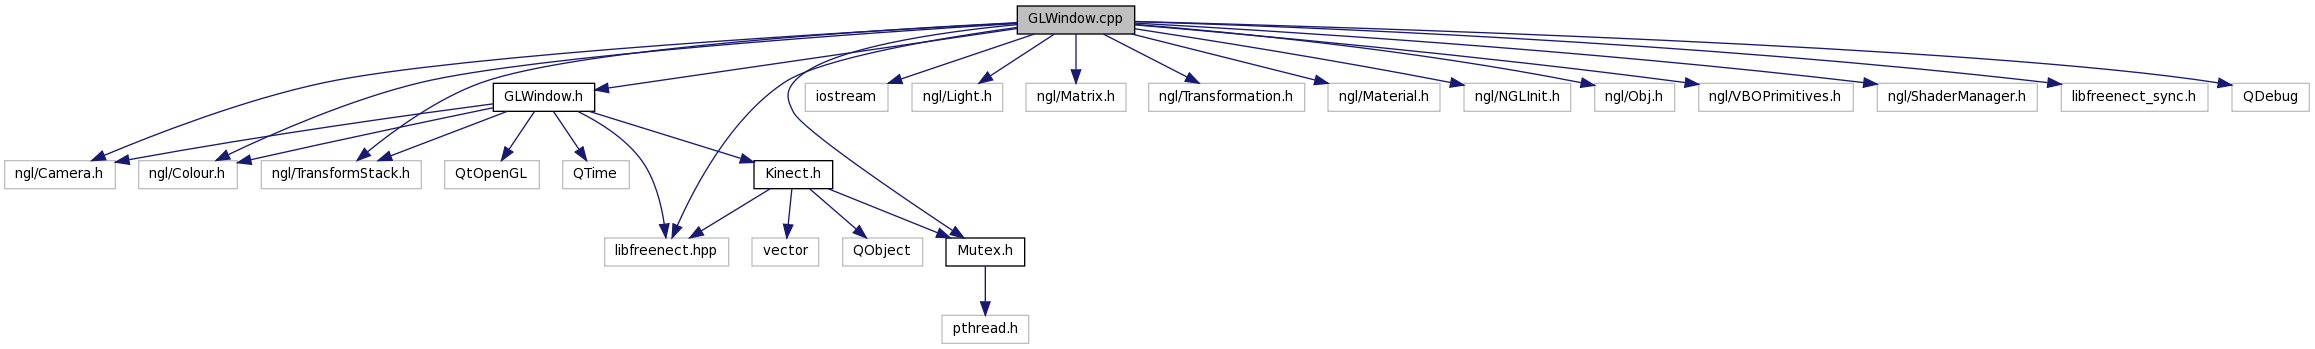 GLWindow.cpp
GLWindow.h
iostream
ngl/Light.h
ngl/Matrix.h
ngl/Transformation.h
ngl/Material.h
ngl/NGLInit.h
ngl/Obj.h
ngl/VBOPrimitives.h
ngl/ShaderManager.h
libfreenect_sync.h
QDebug
ngl/Camera.h
ngl/Colour.h
ngl/TransformStack.h
QtOpenGL
QTime
Kinect.h
libfreenect.hpp
vector
QObject
Mutex.h
pthread.h